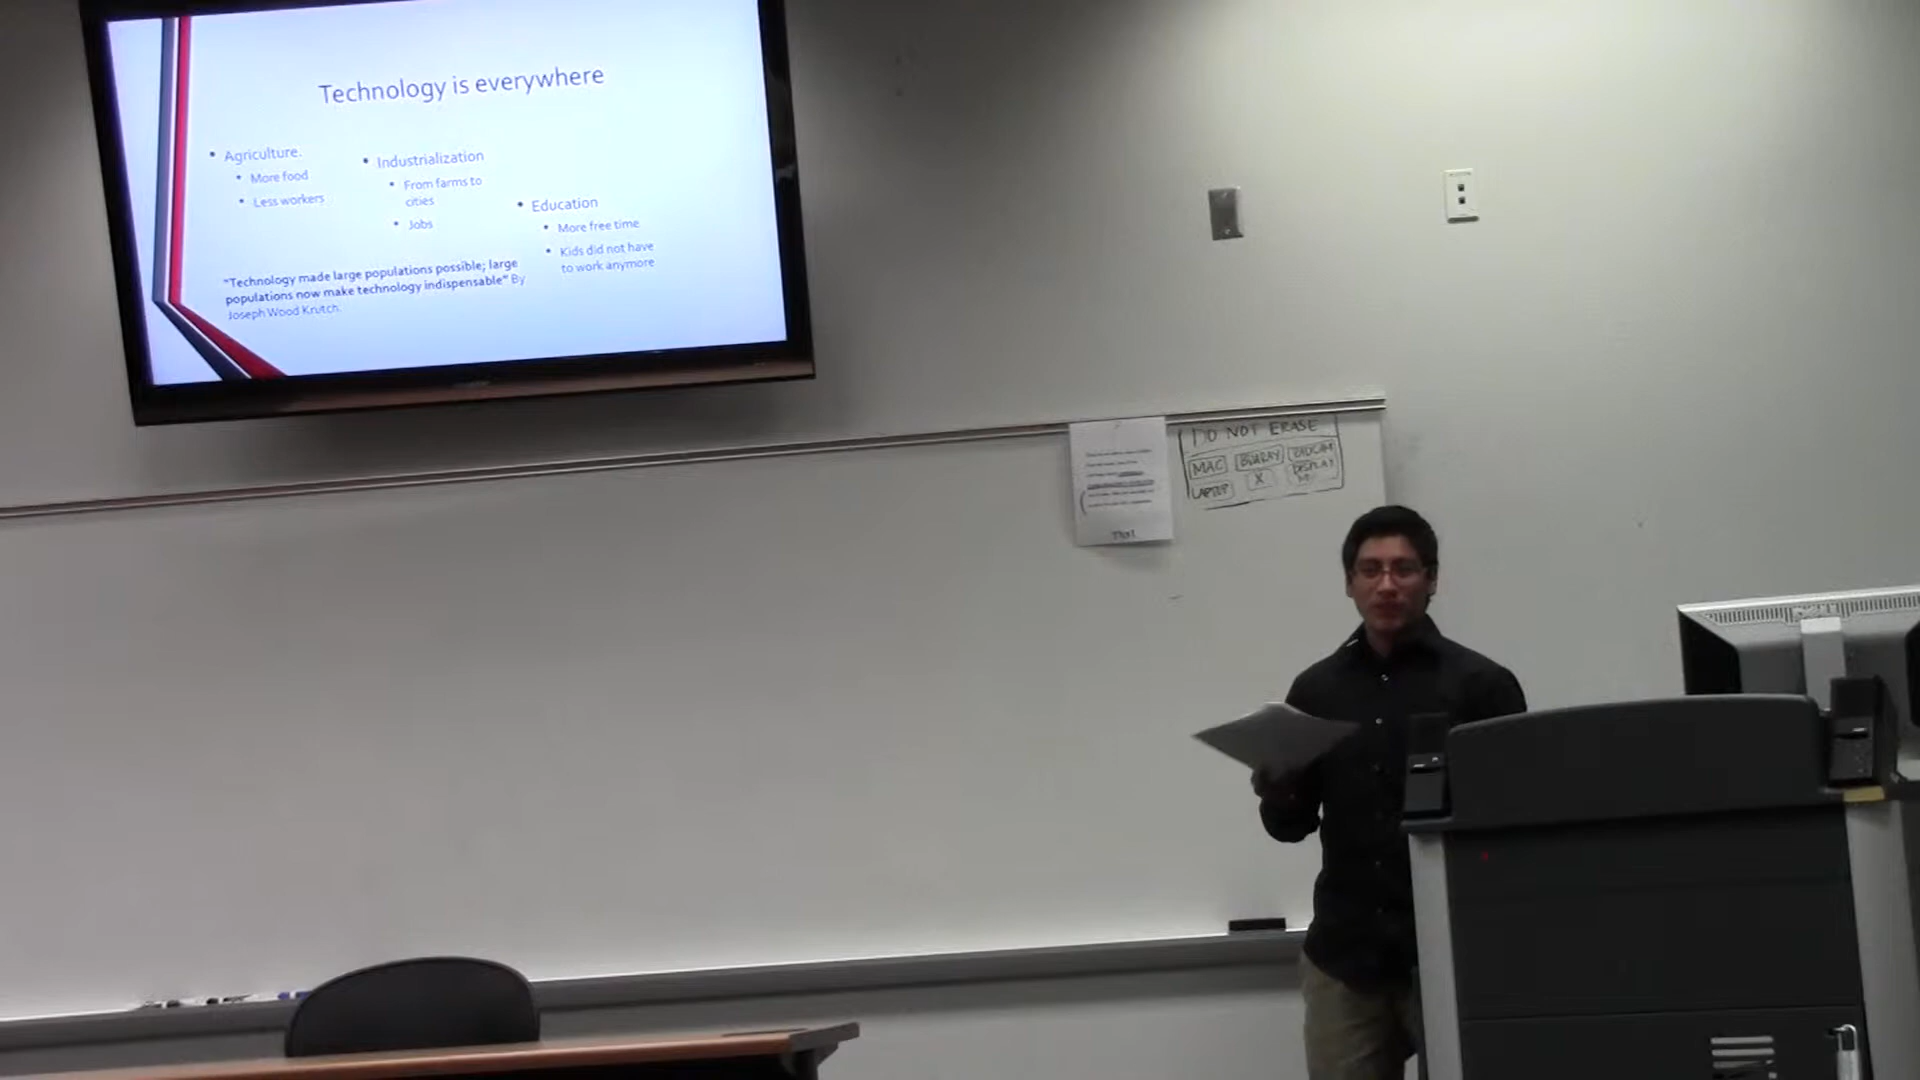 Technology is everywhere
• Agriculture.
• More food
• Less workers
• Industrialization
• From farms to
cities
• Jobs
• Education
• More free time
• Kids did not have
to work anymore
"Technology made large populations possible; large
populations now make technology indispensable" By
Joseph Wood Krutch.
DO NOT ERASE
MAC
LAPTOP
X
DISPLAY